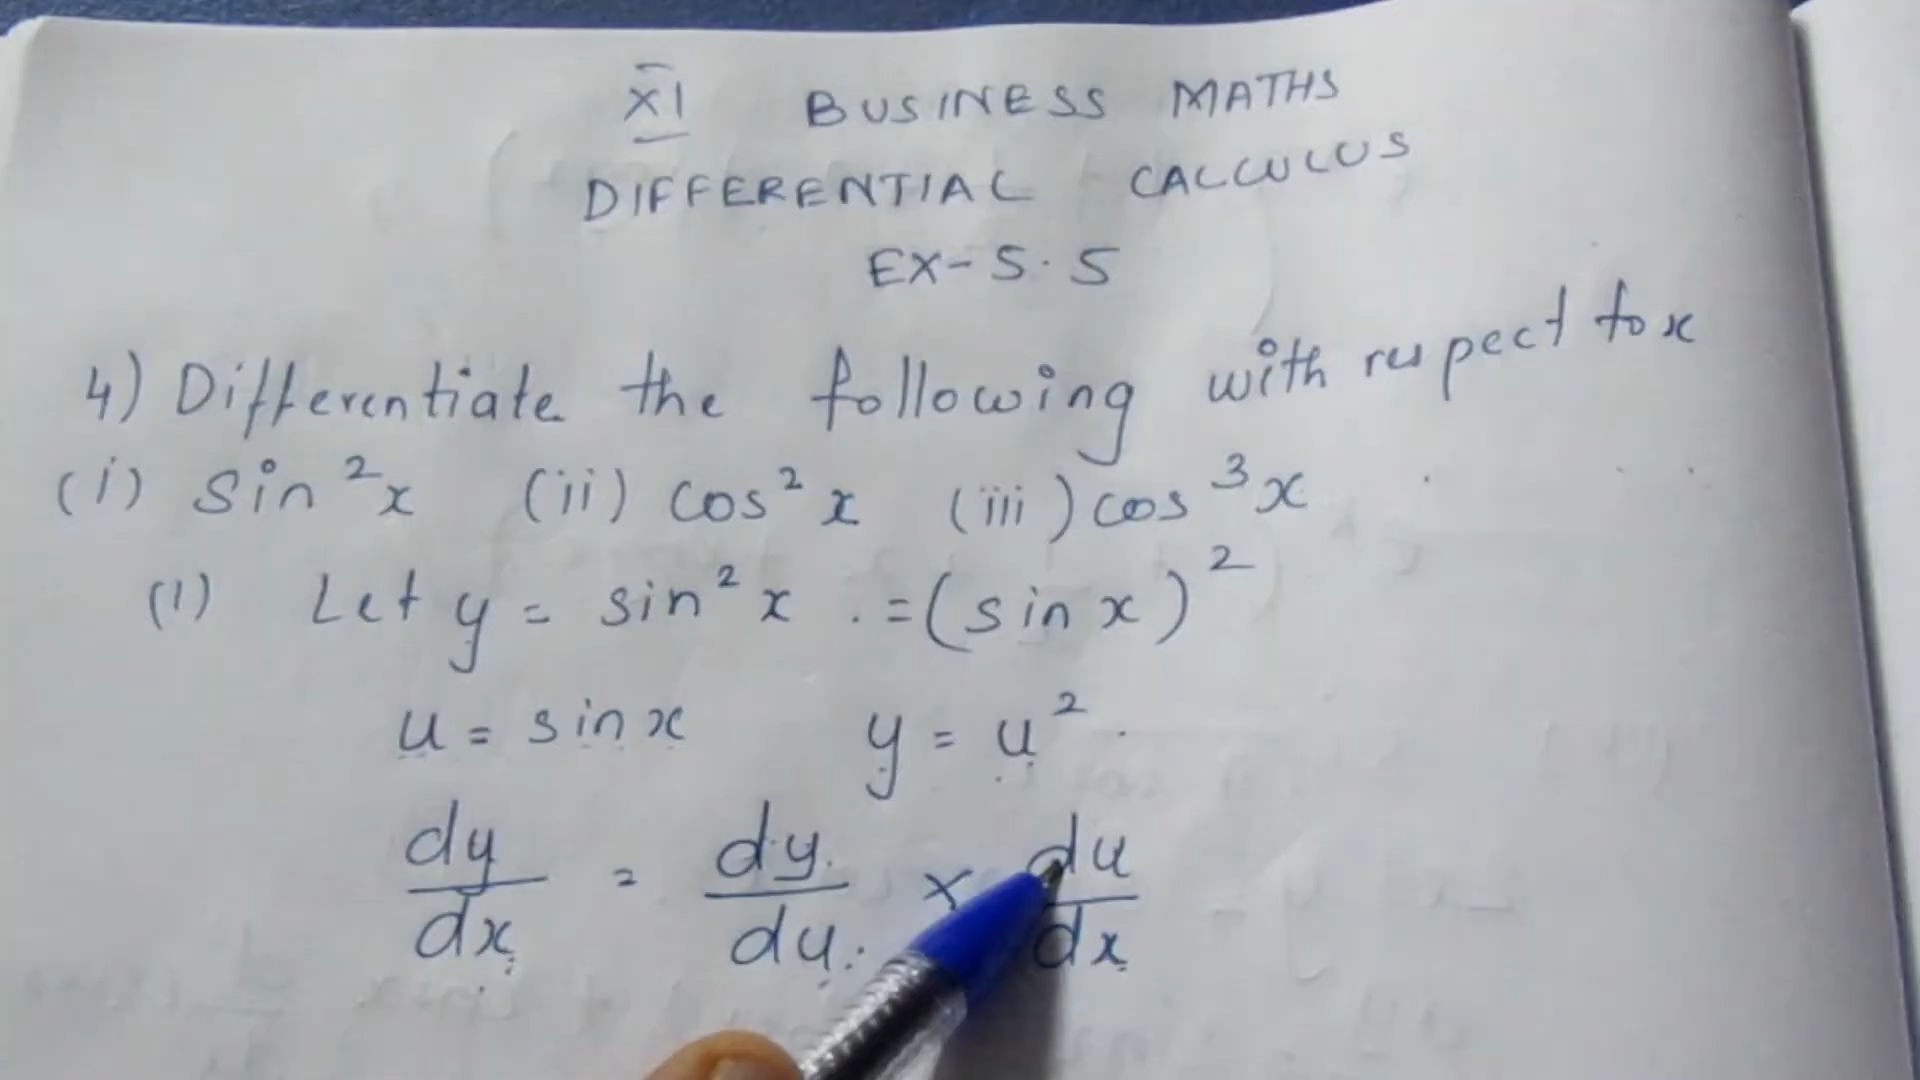 XI BUSINESS MATHS
DIFFERENTIAL CALCULUS
EX-5.5
4) Differentiate the following with respect to x
(i) sin²x (ii) cos²x (iii) cos³x
(1) Let y = sin²x = (sin x)²
u = sin x y = u²
dy/dx = dy/du × du/dx